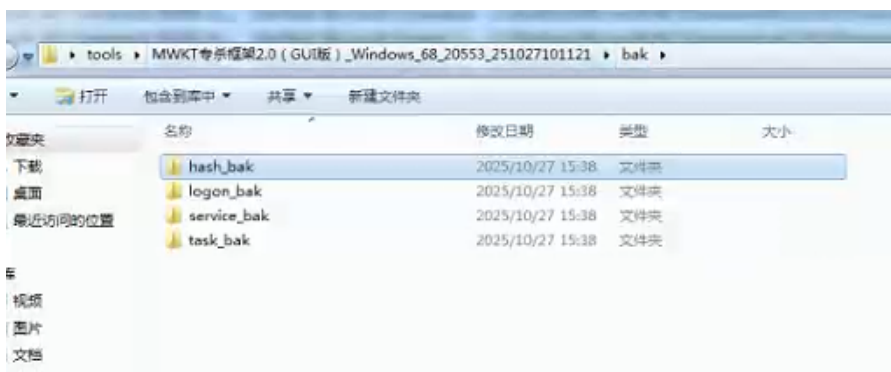 tools ▸ MWKT专杀框架2.0 ( GUI版 ) _Windows_68_20553_251027101121 ▸ bak ▸
打开 包含到库中 共享 新建文件夹
名称 修改日期 类型 大小
收藏夹
下载
桌面
最近访问的位置
库
视频
图片
文档
hash_bak 2025/10/27 15:38 文件夹
logon_bak 2025/10/27 15:38 文件夹
service_bak 2025/10/27 15:38 文件夹
task_bak 2025/10/27 15:38 文件夹